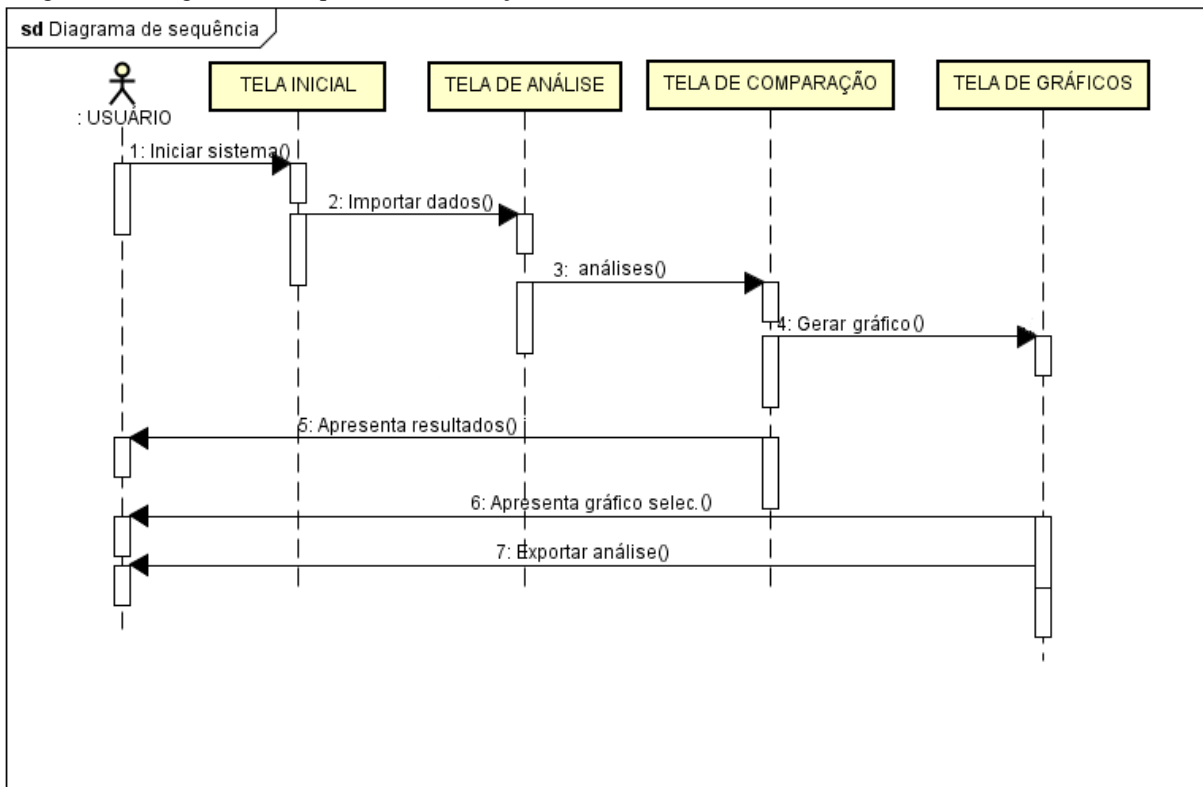 sd Diagrama de sequência
: USUÁRIO
TELA INICIAL
TELA DE ANÁLISE
TELA DE COMPARAÇÃO
TELA DE GRÁFICOS
1: Iniciar sistema()
2: Importar dados()
3: análises()
4: Gerar gráfico()
5: Apresenta resultados()
6: Apresenta gráfico selec.()
7: Exportar análise()